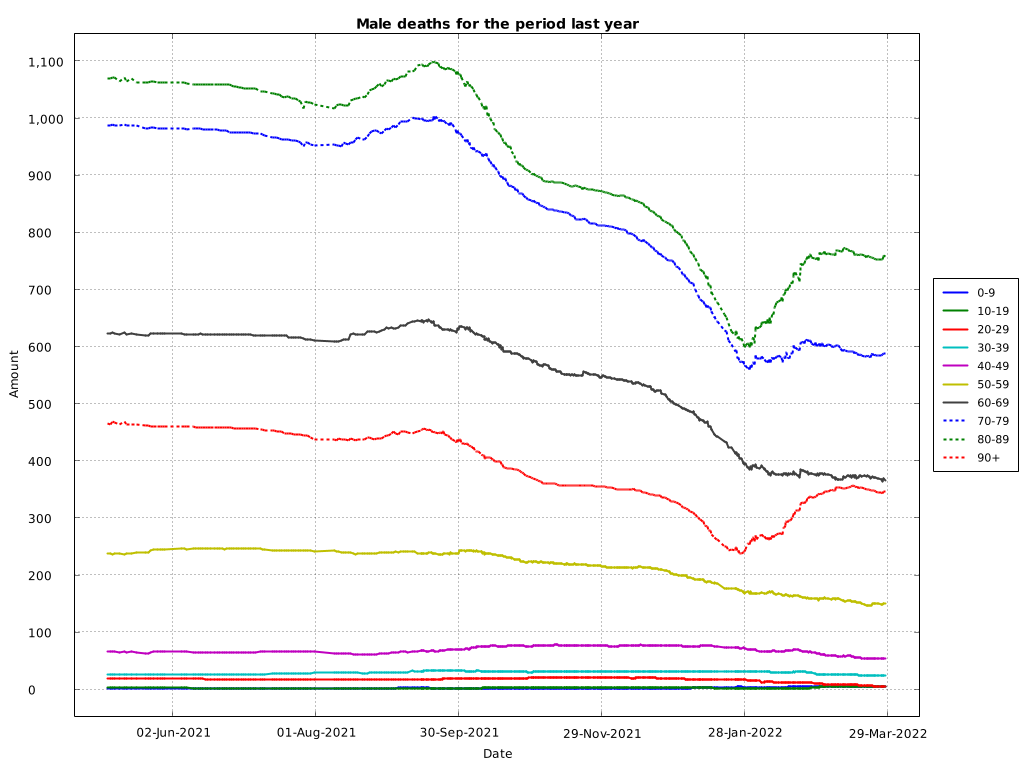 Male deaths for the period last year
1,100
1,000
900
800
700
600
500
400
300
200
100
0
Amount
02-Jun-2021
01-Aug-2021
30-Sep-2021
29-Nov-2021
28-Jan-2022
29-Mar-2022
Date
0-9
10-19
20-29
30-39
40-49
50-59
60-69
70-79
80-89
90+